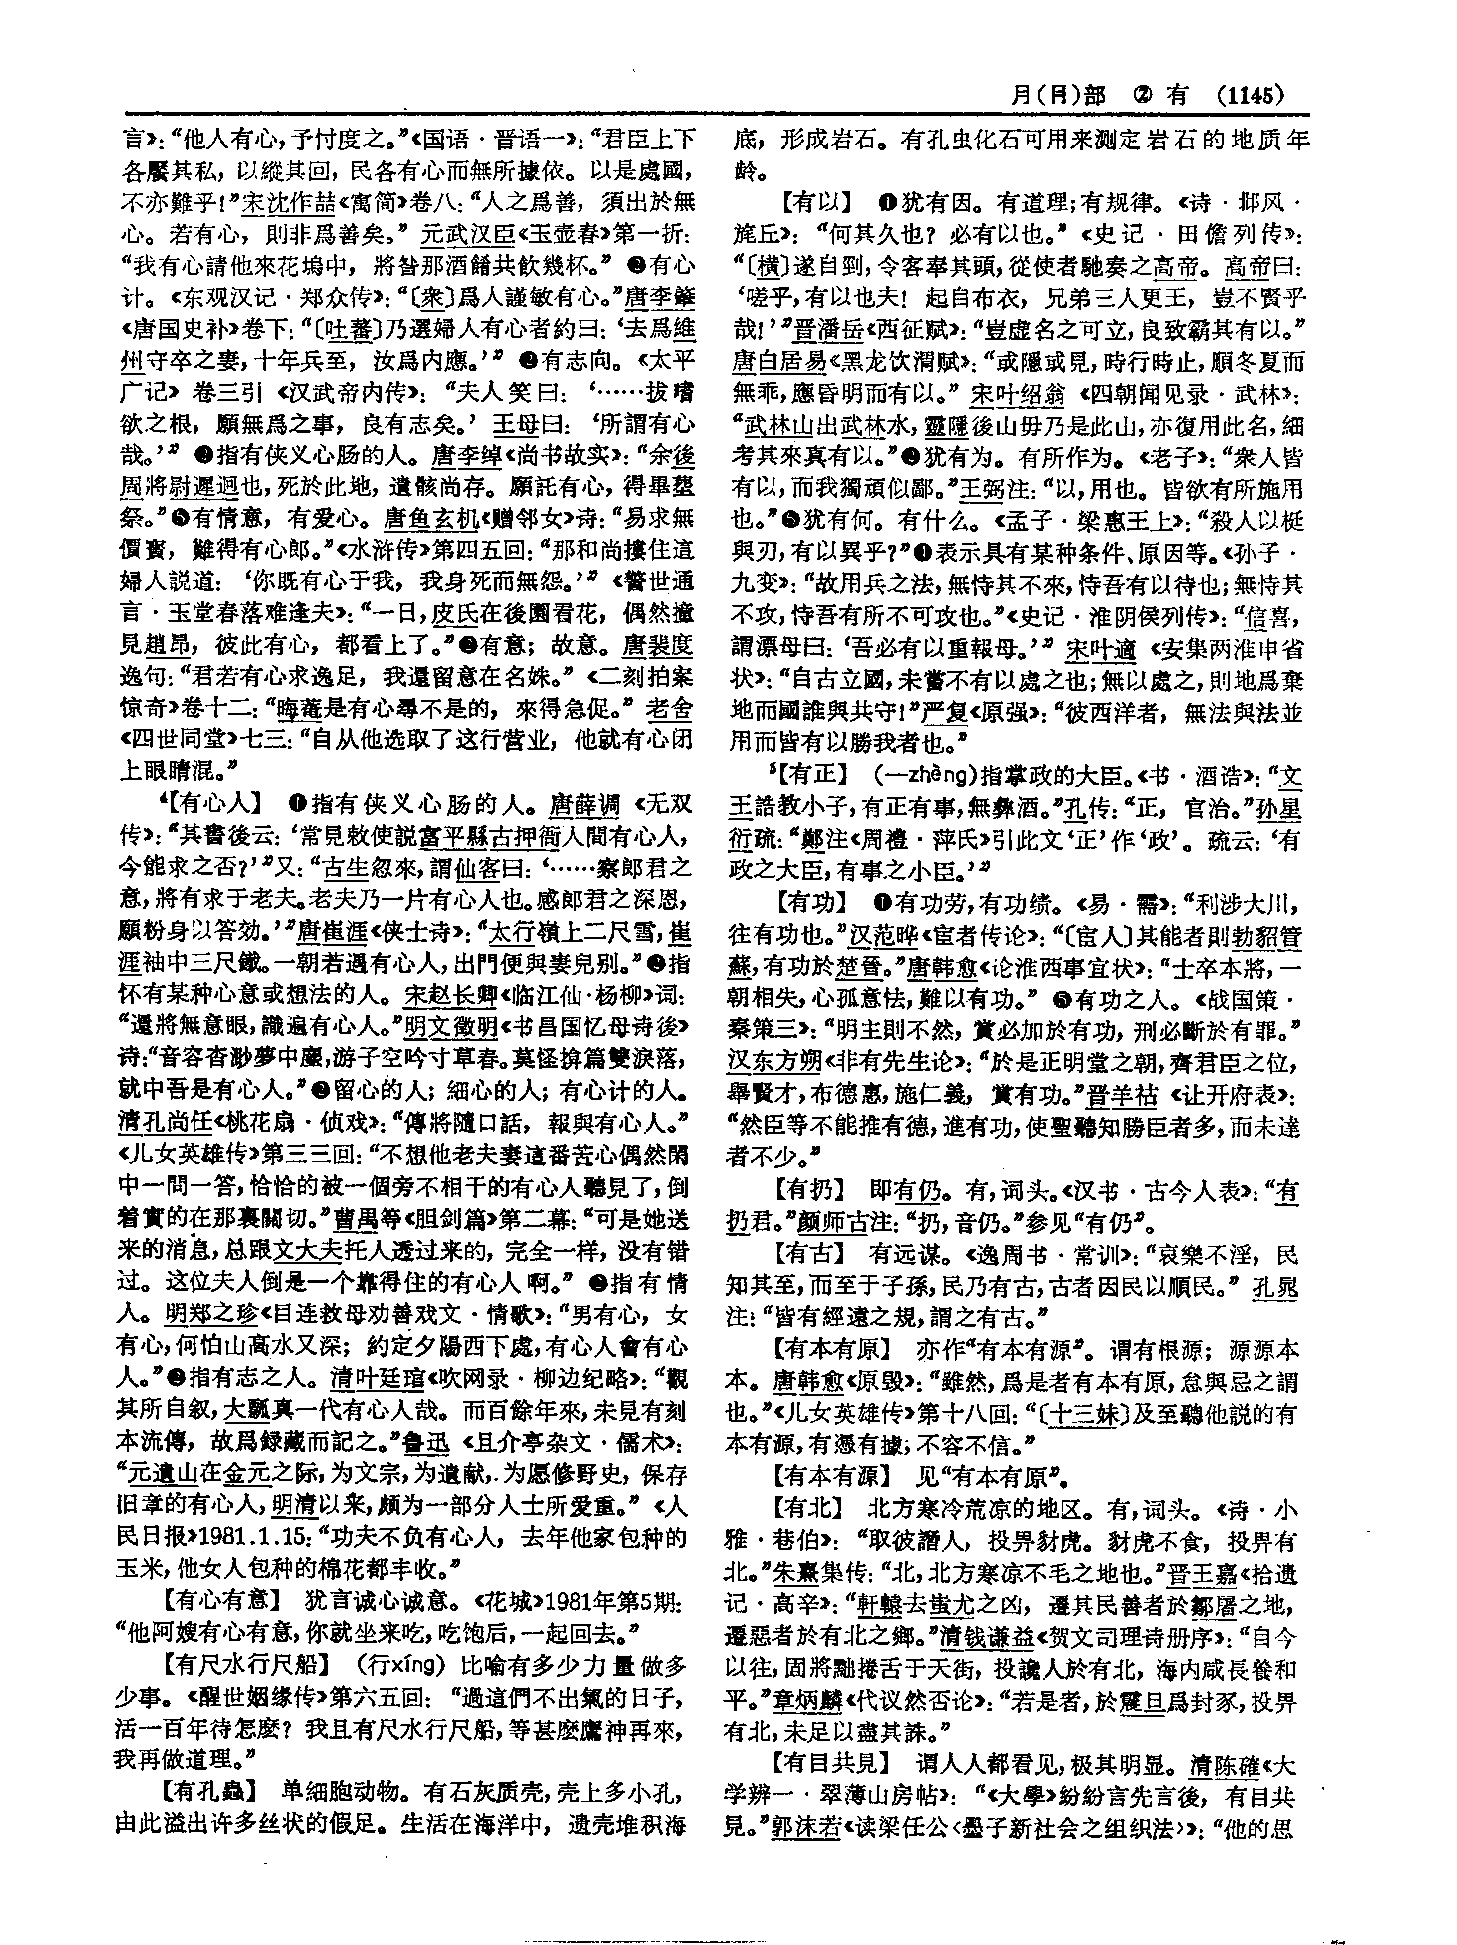 月(⺝)部　②　有　(1145)
言》：“他人有心，予忖度之。”《国语·晋语一》：“君臣上下
各饜其私，以縱其回，民各有心而無所據依。以是處國，
不亦難乎！”宋沈作喆《寓简》卷八：“人之爲善，須出於無
心。若有心，則非爲善矣。”元武汉臣《玉壶春》第一折：
“我有心請他來花塢中，將咎那酒餚共飲幾杯。”❷有心
计。《东观汉记·郑众传》：“〔衆〕爲人謹敏有心。”唐李肇
《唐国史补》卷下：“〔吐蕃〕乃選婦人有心者約曰：‘去爲維
州守卒之妻，十年兵至，汝爲内應。’”❸有志向。《太平
广记》卷三引《汉武帝内传》：“夫人笑曰：‘……拔嗜
欲之根，願無爲之事，良有志矣。’王母曰：‘所謂有心
哉。’”❹指有侠义心肠的人。唐李绰《尚书故实》：“余後
周將尉遲迥也，死於此地，遺骸尚存。願託有心，得畢塟
祭。”❺有情意，有爱心。唐鱼玄机《赠邻女》诗：“易求無
價寳，難得有心郎。”《水浒传》第四五回：“那和尚摟住這
婦人説道：‘你既有心于我，我身死而無怨。’”《警世通
言·玉堂春落难逢夫》：“一日，皮氏在後園看花，偶然撞
見趙昂，彼此有心，都看上了。”❻有意；故意。唐裴度
逸句：“君若有心求逸足，我還留意在名姝。”《二刻拍案
惊奇》卷十二：“晦菴是有心尋不是的，來得急促。”老舍
《四世同堂》七三：“自从他选取了这行营业，他就有心闭
上眼睛混。”
⁴【有心人】　❶指有侠义心肠的人。唐薛调《无双
传》：“其書後云：‘常見敕使説富平縣古押衙人間有心人，
今能求之否？’”又：“古生忽來，謂仙客曰：‘……察郎君之
意，將有求于老夫。老夫乃一片有心人也。感郎君之深恩，
願粉身以答効。’”唐崔涯《侠士诗》：“太行嶺上二尺雪，崔
涯袖中三尺鐵。一朝若遇有心人，出門便與妻兒别。”❷指
怀有某种心意或想法的人。宋赵长卿《临江仙·杨柳》词：
“還將無意眼，識遍有心人。”明文徵明《书昌国忆母诗後》
诗：“音容杳渺夢中塵，游子空吟寸草春。莫怪揜篇雙淚落，
就中吾是有心人。”❸留心的人；细心的人；有心计的人。
清孔尚任《桃花扇·侦戏》：“傳將隨口話，報與有心人。”
《儿女英雄传》第三三回：“不想他老夫妻這番苦心偶然閑
中一問一答，恰恰的被一個旁不相干的有心人聽見了，倒
着實的在那裏關切。”曹禺等《胆剑篇》第二幕：“可是她送
来的消息，总跟文大夫托人透过来的，完全一样，没有错
过。这位夫人倒是一个靠得住的有心人啊。”❹指有情
人。明郑之珍《目连救母劝善戏文·情歌》：“男有心，女
有心，何怕山高水又深；約定夕陽西下處，有心人會有心
人。”❺指有志之人。清叶廷琯《吹网录·柳边纪略》：“觀
其所自叙，大瓢真一代有心人哉。而百餘年來，未見有刻
本流傳，故爲録藏而記之。”鲁迅《且介亭杂文·儒术》：
“元遗山在金元之际，为文宗，为遗献，为愿修野史，保存
旧章的有心人，明清以来，颇为一部分人士所爱重。”《人
民日报》1981.1.15：“功夫不负有心人，去年他家包种的
玉米，他女人包种的棉花都丰收。”
【有心有意】　犹言诚心诚意。《花城》1981年第5期：
“他阿嫂有心有意，你就坐来吃，吃饱后，一起回去。”
【有尺水行尺船】　（行xíng）比喻有多少力量做多
少事。《醒世姻缘传》第六五回：“過這們不出氣的日子，
活一百年待怎麽？我且有尺水行尺船，等甚麽鷹神再來，
我再做道理。”
【有孔蟲】　单细胞动物。有石灰质壳，壳上多小孔，
由此溢出许多丝状的假足。生活在海洋中，遗壳堆积海
底，形成岩石。有孔虫化石可用来测定岩石的地质年
龄。
【有以】　❶犹有因。有道理；有规律。《诗·邶风·
旄丘》：“何其久也？必有以也。”《史记·田儋列传》：
“〔橫〕遂自剄，令客奉其頭，從使者馳奏之高帝。高帝曰：
‘嗟乎，有以也夫！起自布衣，兄弟三人更王，豈不賢乎
哉！’”晋潘岳《西征赋》：“豈虚名之可立，良致霸其有以。”
唐白居易《黑龙饮渭赋》：“或隱或見，時行時止，順冬夏而
無乖，應昏明而有以。”宋叶绍翁《四朝闻见录·武林》：
“武林山出武林水，靈隱後山毋乃是此山，亦復用此名，細
考其來真有以。”❷犹有为。有所作为。《老子》：“衆人皆
有以，而我獨頑似鄙。”王弼注：“以，用也。皆欲有所施用
也。”❸犹有何。有什么。《孟子·梁惠王上》：“殺人以梃
與刃，有以異乎？”❹表示具有某种条件、原因等。《孙子·
九变》：“故用兵之法，無恃其不來，恃吾有以待也；無恃其
不攻，恃吾有所不可攻也。”《史记·淮阴侯列传》：“信喜，
謂漂母曰：‘吾必有以重報母。’”宋叶適《安集两淮申省
状》：“自古立國，未嘗不有以處之也；無以處之，則地爲棄
地而國誰與共守！”严复《原强》：“彼西洋者，無法與法並
用而皆有以勝我者也。”
³【有正】　（—zhèng）指掌政的大臣。《书·酒诰》：“文
王誥教小子，有正有事，無彝酒。”孔传：“正，官治。”孙星
衍疏：“鄭注《周禮·萍氏》引此文‘正’作‘政’。疏云：‘有
政之大臣，有事之小臣。’”
【有功】　❶有功劳，有功绩。《易·需》：“利涉大川，
往有功也。”汉范晔《宦者传论》：“〔宦人〕其能者則勃貂管
蘇，有功於楚晉。”唐韩愈《论淮西事宜状》：“士卒本將，一
朝相失，心孤意怯，難以有功。”❷有功之人。《战国策·
秦策三》：“明主則不然，賞必加於有功，刑必斷於有罪。”
汉东方朔《非有先生论》：“於是正明堂之朝，齊君臣之位，
舉賢才，布德惠，施仁義，賞有功。”晋羊祜《让开府表》：
“然臣等不能推有德，進有功，使聖聽知勝臣者多，而未達
者不少。”
【有扔】　即有仍。有，词头。《汉书·古今人表》：“有
扔君。”颜师古注：“扔，音仍。”参见“有仍”。
【有古】　有远谋。《逸周书·常训》：“哀樂不淫，民
知其至，而至于子孫，民乃有古，古者因民以順民。”孔晁
注：“皆有經遠之規，謂之有古。”
【有本有原】　亦作“有本有源”。谓有根源；源源本
本。唐韩愈《原毁》：“雖然，爲是者有本有原，怠與忌之謂
也。”《儿女英雄传》第十八回：“〔十三妹〕及至聽他説的有
本有源，有憑有據；不容不信。”
【有本有源】　见“有本有原”。
【有北】　北方寒冷荒凉的地区。有，词头。《诗·小
雅·巷伯》：“取彼譖人，投畀豺虎。豺虎不食，投畀有
北。”朱熹集传：“北，北方寒凉不毛之地也。”晋王嘉《拾遗
记·高辛》：“軒轅去蚩尤之凶，遷其民善者於鄒屠之地，
遷惡者於有北之鄉。”清钱谦益《贺文司理诗册序》：“自今
以往，固將黜捲舌于天街，投讒人於有北，海内咸長養和
平。”章炳麟《代议然否论》：“若是者，於震旦爲封豕，投畀
有北，未足以盡其誅。”
【有目共見】　谓人人都看见，极其明显。清陈确《大
学辨一·翠薄山房帖》：“《大學》紛紛言先言後，有目共
見。”郭沫若《读梁任公〈墨子新社会之组织法〉》：“他的思